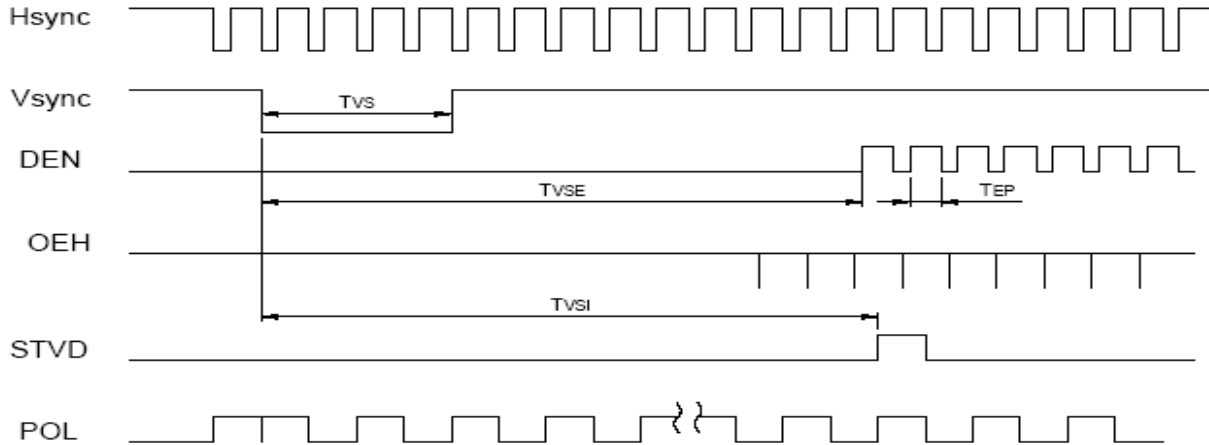 Hsync
Vsync
TVS
DEN
TVSE
TEP
OEH
TVSI
STVD
POL